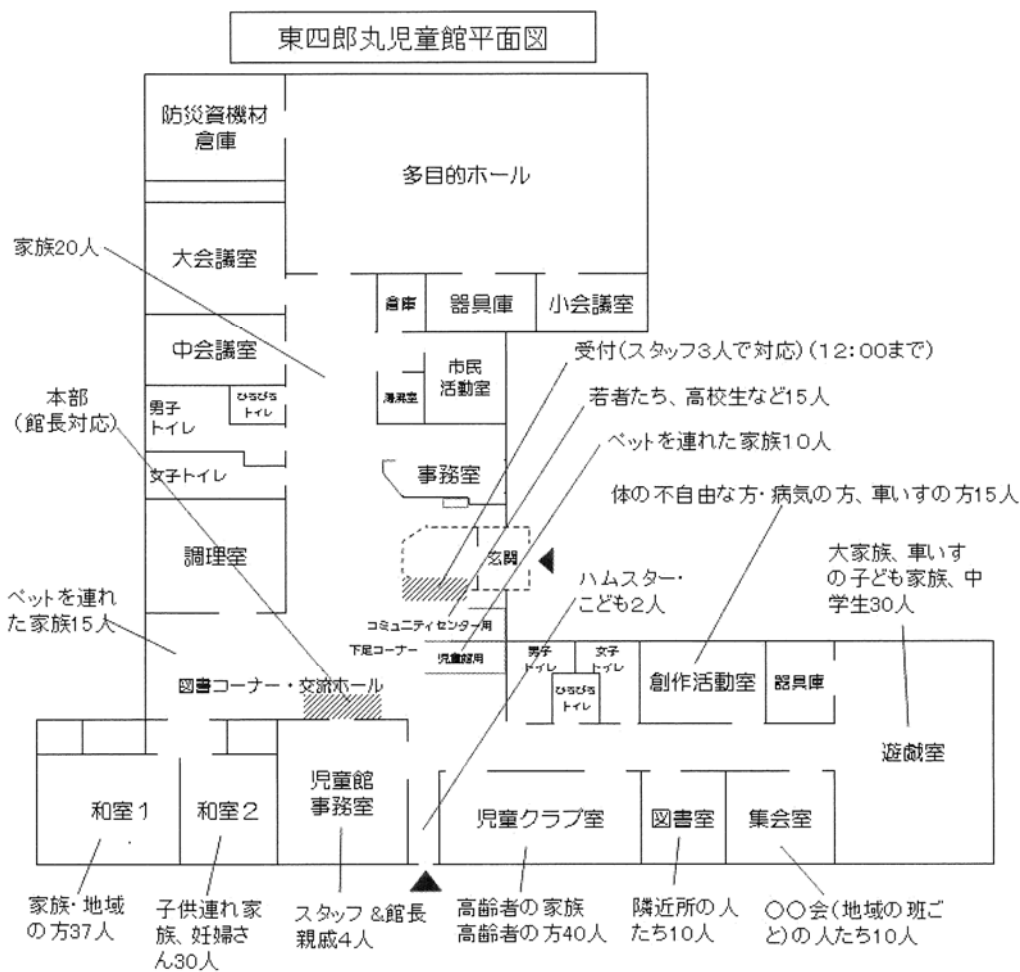 東四郎丸児童館平面図
防災資機材
倉庫
多目的ホール
家族20人
大会議室
倉庫
器具庫
小会議室
中会議室
受付(スタッフ3人で対応)(12:00まで)
市民
活動室
湯沸室
本部
(館長対応)
男子
トイレ
ひろびろ
トイレ
若者たち、高校生など15人
ペットを連れた家族10人
女子トイレ
事務室
体の不自由な方・病気の方、車いすの方15人
調理室
玄関
大家族、車いす
の子ども家族、中
学生30人
ハムスター・
こども2人
ペットを連れ
た家族15人
コミュニティセンター用
下足コーナー
児童館用
男子
トイレ
女子
トイレ
ひろびろ
トイレ
創作活動室
器具庫
図書コーナー・交流ホール
遊戯室
和室1
和室2
児童館
事務室
児童クラブ室
図書室
集会室
家族・地域
の方37人
子供連れ家
族、妊婦さ
ん30人
スタッフ&館長
親戚4人
高齢者の家族
高齢者の方40人
隣近所の人
たち10人
〇〇会(地域の班ご
と)の人たち10人